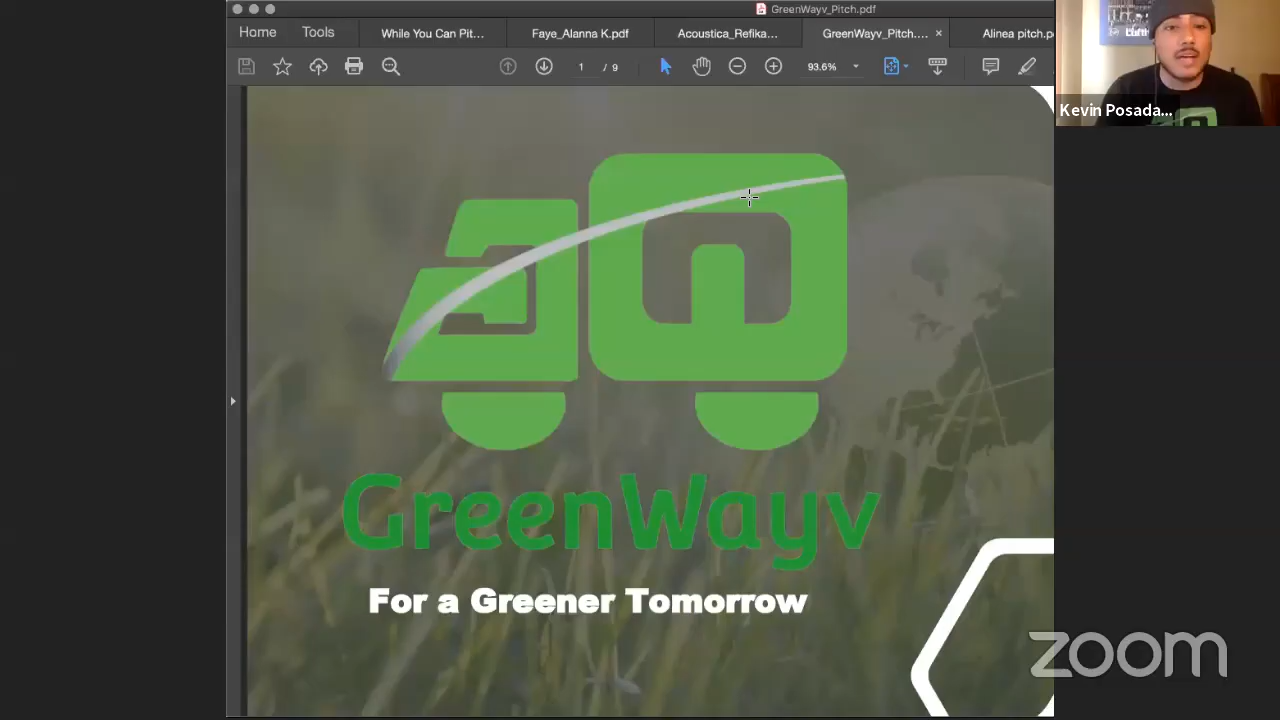 GreenWayv_Pitch.pdf
Home Tools While You Can Pit... Faye_Alanna K.pdf Acoustica_Refika... GreenWayv_Pitch.... × Alinea pitch.p
1 / 9 93.6%
Kevin Posada...
GreenWayv
For a Greener Tomorrow
zoom